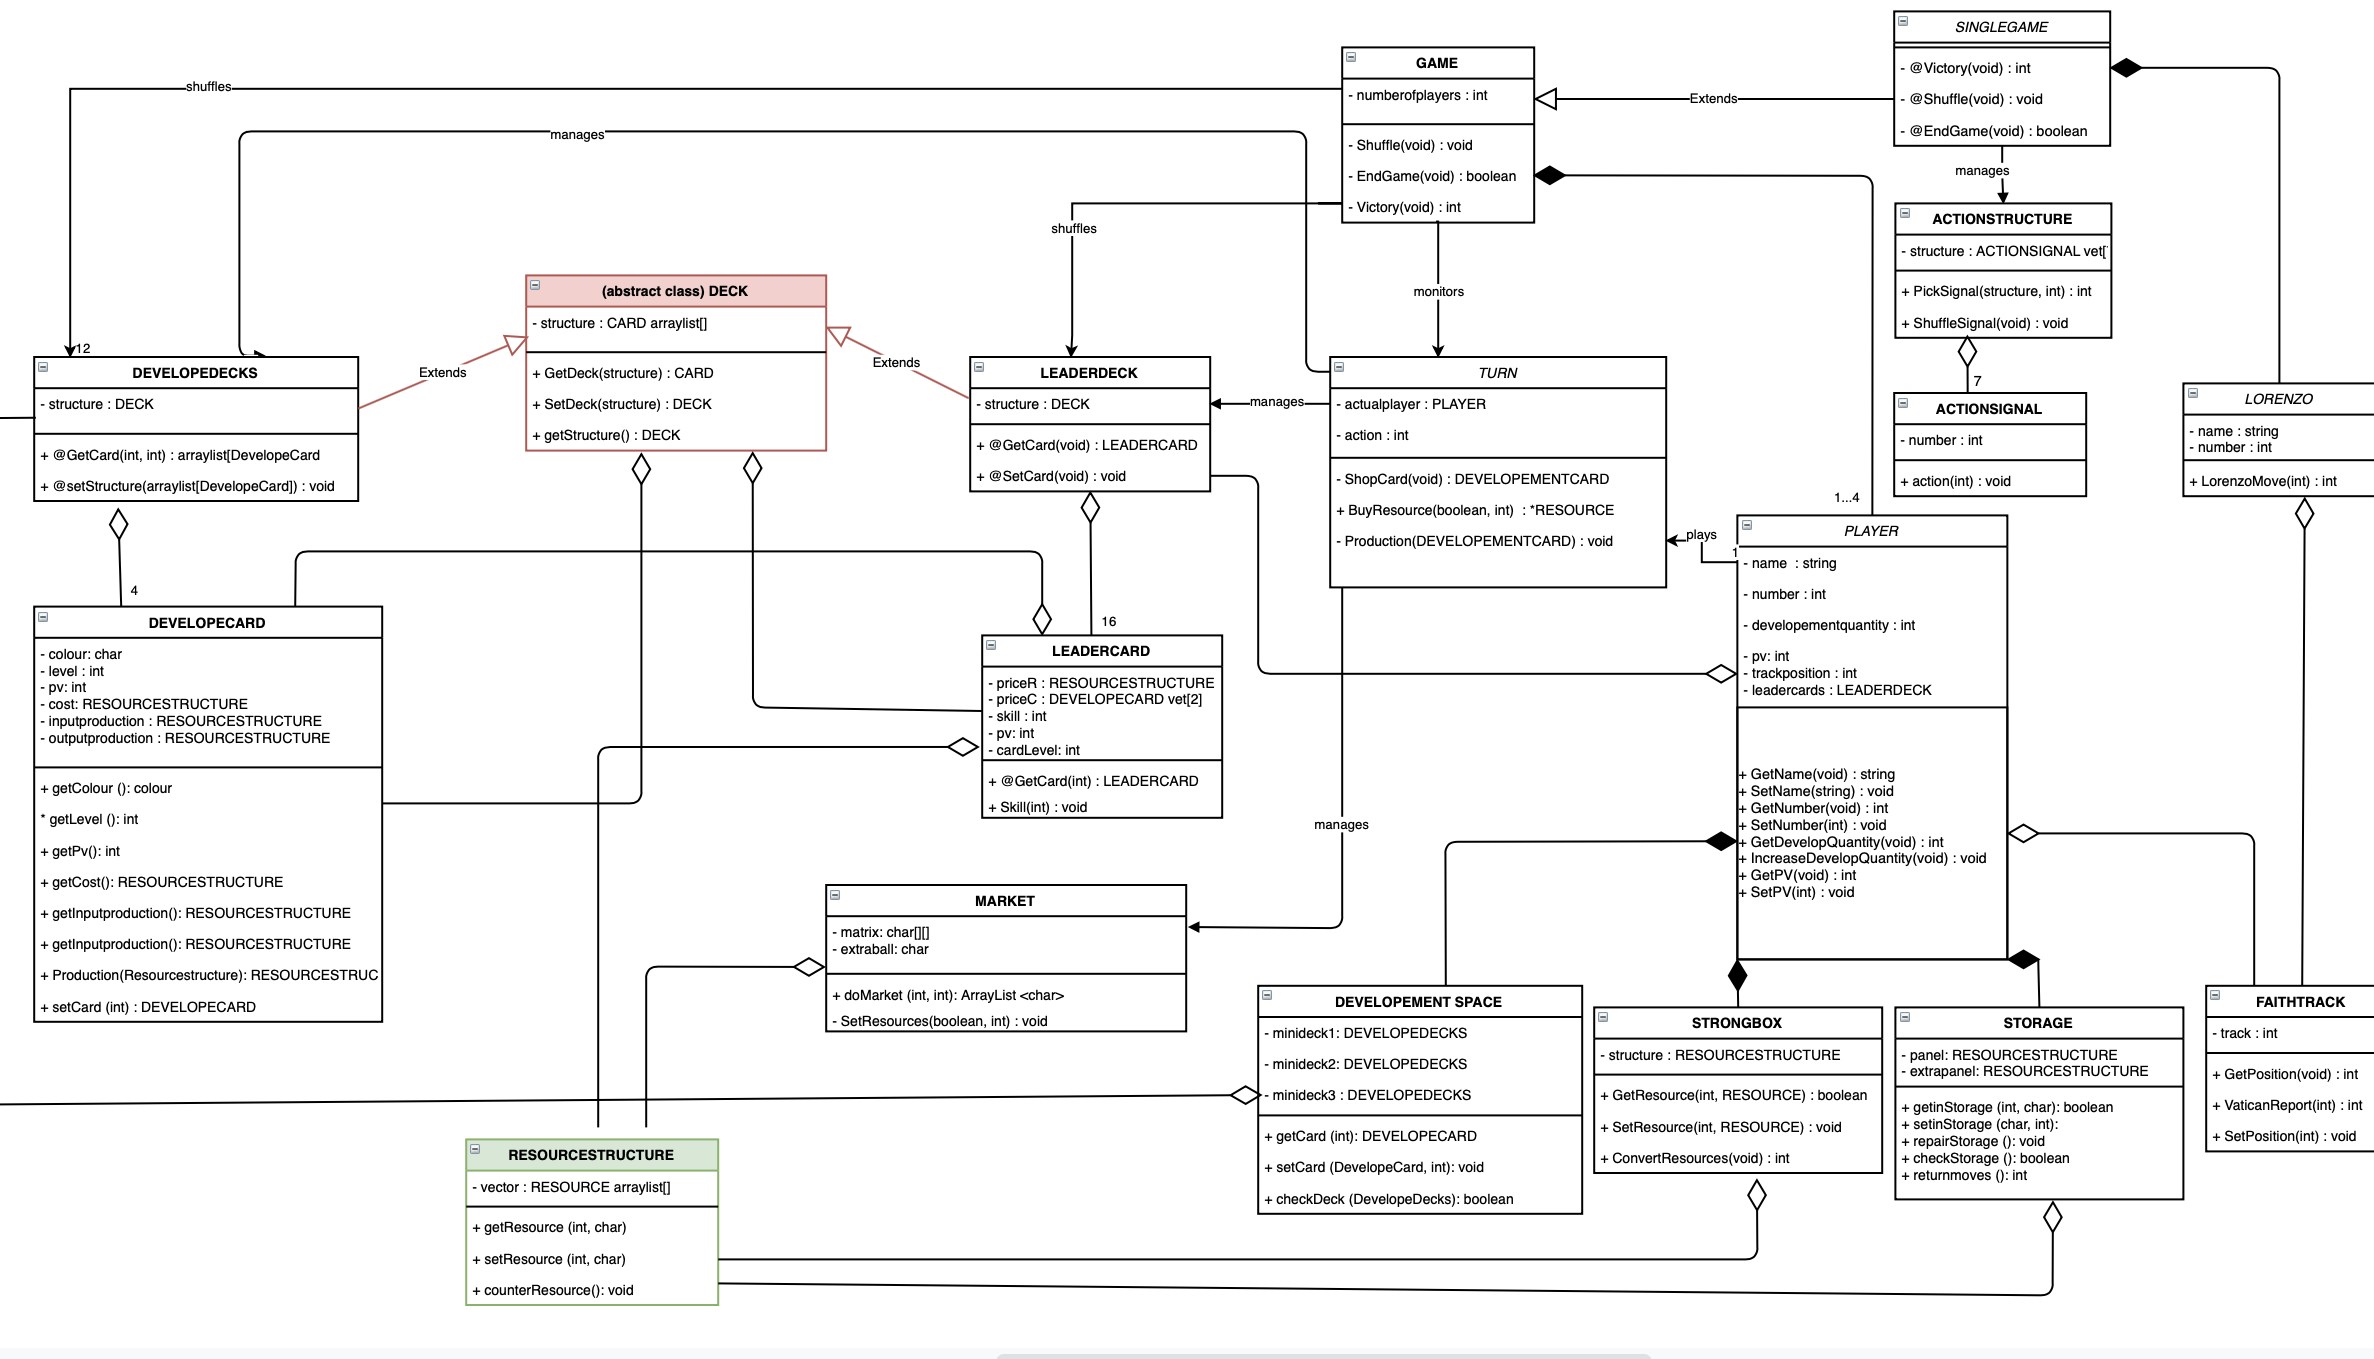 SINGLEGAME
- @Victory(void) : int
- @Shuffle(void) : void
- @EndGame(void) : boolean
GAME
- numberofplayers : int
- Shuffle(void) : void
- EndGame(void) : boolean
- Victory(void) : int
shuffles
manages
Extends
manages
shuffles
monitors
ACTIONSTRUCTURE
- structure : ACTIONSIGNAL vet[
+ PickSignal(structure, int) : int
+ ShuffleSignal(void) : void
7
ACTIONSIGNAL
- number : int
+ action(int) : void
LORENZO
- name : string
- number : int
+ LorenzoMove(int) : int
(abstract class) DECK
- structure : CARD arraylist[]
+ GetDeck(structure) : CARD
+ SetDeck(structure) : DECK
+ getStructure() : DECK
Extends
Extends
12
DEVELOPEDECKS
- structure : DECK
+ @GetCard(int, int) : arraylist[DevelopeCard
+ @setStructure(arraylist[DevelopeCard]) : void
4
LEADERDECK
- structure : DECK
+ @GetCard(void) : LEADERCARD
+ @SetCard(void) : void
16
manages
TURN
- actualplayer : PLAYER
- action : int
- ShopCard(void) : DEVELOPEMENTCARD
+ BuyResource(boolean, int) : *RESOURCE
- Production(DEVELOPEMENTCARD) : void
plays
1
1...4
PLAYER
- name : string
- number : int
- developementquantity : int
- pv: int
- trackposition : int
- leadercards : LEADERDECK
+ GetName(void) : string
+ SetName(string) : void
+ GetNumber(void) : int
+ SetNumber(int) : void
+ GetDevelopQuantity(void) : int
+ IncreaseDevelopQuantity(void) : void
+ GetPV(void) : int
+ SetPV(int) : void
DEVELOPECARD
- colour: char
- level : int
- pv: int
- cost: RESOURCESTRUCTURE
- inputproduction : RESOURCESTRUCTURE
- outputproduction : RESOURCESTRUCTURE
+ getColour (): colour
* getLevel (): int
+ getPv(): int
+ getCost(): RESOURCESTRUCTURE
+ getInputproduction(): RESOURCESTRUCTURE
+ getInputproduction(): RESOURCESTRUCTURE
+ Production(Resourcestructure): RESOURCESTRUC
+ setCard (int) : DEVELOPECARD
LEADERCARD
- priceR : RESOURCESTRUCTURE
- priceC : DEVELOPECARD vet[2]
- skill : int
- pv: int
- cardLevel: int
+ @GetCard(int) : LEADERCARD
+ Skill(int) : void
manages
MARKET
- matrix: char[][]
- extraball: char
+ doMarket (int, int): ArrayList <char>
- SetResources(boolean, int) : void
DEVELOPEMENT SPACE
- minideck1: DEVELOPEDECKS
- minideck2: DEVELOPEDECKS
- minideck3 : DEVELOPEDECKS
+ getCard (int): DEVELOPECARD
+ setCard (DevelopeCard, int): void
+ checkDeck (DevelopeDecks): boolean
STRONGBOX
- structure : RESOURCESTRUCTURE
+ GetResource(int, RESOURCE) : boolean
+ SetResource(int, RESOURCE) : void
+ ConvertResources(void) : int
STORAGE
- panel: RESOURCESTRUCTURE
- extrapanel: RESOURCESTRUCTURE
+ getinStorage (int, char): boolean
+ setinStorage (char, int):
+ repairStorage (): void
+ checkStorage (): boolean
+ returnmoves (): int
FAITHTRACK
- track : int
+ GetPosition(void) : int
+ VaticanReport(int) : int
+ SetPosition(int) : void
RESOURCESTRUCTURE
- vector : RESOURCE arraylist[]
+ getResource (int, char)
+ setResource (int, char)
+ counterResource(): void